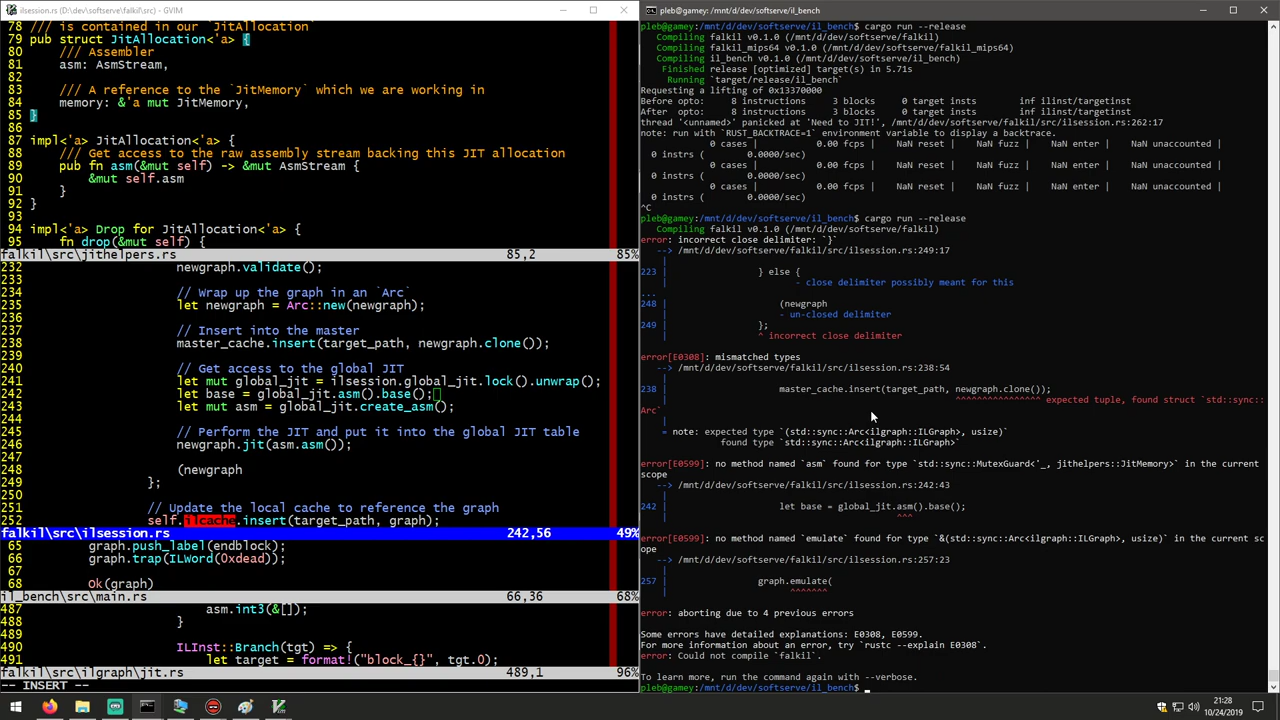 ilsession.rs (D:\dev\softserve\falkil\src) - GVIM
78 /// is contained in our `JitAllocation`
79 pub struct JitAllocation<'a> {
80     /// Assembler
81     asm: AsmStream,
82
83     /// A reference to the `JitMemory` which we are working in
84     memory: &'a mut JitMemory,
85 }
86
87 impl<'a> JitAllocation<'a> {
88     /// Get access to the raw assembly stream backing this JIT allocation
89     pub fn asm(&mut self) -> &mut AsmStream {
90         &mut self.asm
91     }
92 }
93
94 impl<'a> Drop for JitAllocation<'a> {
95     fn drop(&mut self) {
falkil\src\jithelpers.rs 85,2 85%
232 newgraph.validate();
233
234 // Wrap up the graph in an `Arc`
235 let newgraph = Arc::new(newgraph);
236
237 // Insert into the master
238 master_cache.insert(target_path, newgraph.clone());
239
240 // Get access to the global JIT
241 let mut global_jit = ilsession.global_jit.lock().unwrap();
242 let base = global_jit.asm().base();
243 let mut asm = global_jit.create_asm();
244
245 // Perform the JIT and put it into the global JIT table
246 newgraph.jit(asm.asm());
247
248 (newgraph
249 };
250
251 // Update the local cache to reference the graph
252 self.ilcache.insert(target_path, graph);
falkil\src\ilsession.rs 242,56 49%
65 graph.push_label(endblock);
66 graph.trap(ILWord(0xdead));
67
68 Ok(graph)
il_bench\src\main.rs 66,36 68%
487 asm.int3(&[]);
488 }
489
490 ILInst::Branch(tgt) => {
491 let target = format!("block_{}", tgt.0);
falkil\src\ilgraph\jit.rs 489,1 96%
-- INSERT --
pleb@gamey: /mnt/d/dev/softserve/il_bench
pleb@gamey:/mnt/d/dev/softserve/il_bench$ cargo run --release
Compiling falkil v0.1.0 (/mnt/d/dev/softserve/falkil)
Compiling falkil_mips64 v0.1.0 (/mnt/d/dev/softserve/falkil_mips64)
Compiling il_bench v0.1.0 (/mnt/d/dev/softserve/il_bench)
Finished release [optimized] target(s) in 5.71s
Running `target/release/il_bench`
Requesting a lifting of 0x13370000
Before opto: 8 instructions 3 blocks 0 target insts inf ilinst/targetinst
After opto: 8 instructions 3 blocks 0 target insts inf ilinst/targetinst
thread '<unnamed>' panicked at 'Need to JIT!', /mnt/d/dev/softserve/falkil/src/ilsession.rs:262:17
note: run with `RUST_BACKTRACE=1` environment variable to display a backtrace.
0 cases | 0.00 fcps | NaN reset | NaN fuzz | NaN enter | NaN unaccounted |
0 instrs ( 0.0000/sec)
0 cases | 0.00 fcps | NaN reset | NaN fuzz | NaN enter | NaN unaccounted |
0 instrs ( 0.0000/sec)
0 cases | 0.00 fcps | NaN reset | NaN fuzz | NaN enter | NaN unaccounted |
0 instrs ( 0.0000/sec)
^C
pleb@gamey:/mnt/d/dev/softserve/il_bench$ cargo run --release
Compiling falkil v0.1.0 (/mnt/d/dev/softserve/falkil)
error: incorrect close delimiter: `}`
--> /mnt/d/dev/softserve/falkil/src/ilsession.rs:249:17
|
223 | } else {
| - close delimiter possibly meant for this
...
248 | (newgraph
| - un-closed delimiter
249 | };
| ^ incorrect close delimiter
error[E0308]: mismatched types
--> /mnt/d/dev/softserve/falkil/src/ilsession.rs:238:54
|
238 | master_cache.insert(target_path, newgraph.clone());
| ^^^^^^^^^^^^^^^^ expected tuple, found struct `std::sync::
Arc`
|
= note: expected type `(std::sync::Arc<ilgraph::ILGraph>, usize)`
found type `std::sync::Arc<ilgraph::ILGraph>`
error[E0599]: no method named `asm` found for type `std::sync::MutexGuard<'_, jithelpers::JitMemory>` in the current
scope
--> /mnt/d/dev/softserve/falkil/src/ilsession.rs:242:43
|
242 | let base = global_jit.asm().base();
| ^^^
error[E0599]: no method named `emulate` found for type `&(std::sync::Arc<ilgraph::ILGraph>, usize)` in the current sc
ope
--> /mnt/d/dev/softserve/falkil/src/ilsession.rs:257:23
|
257 | graph.emulate(
| ^^^^^^^
error: aborting due to 4 previous errors
Some errors have detailed explanations: E0308, E0599.
For more information about an error, try `rustc --explain E0308`.
error: Could not compile `falkil`.
To learn more, run the command again with --verbose.
pleb@gamey:/mnt/d/dev/softserve/il_bench$
21:28
10/24/2019